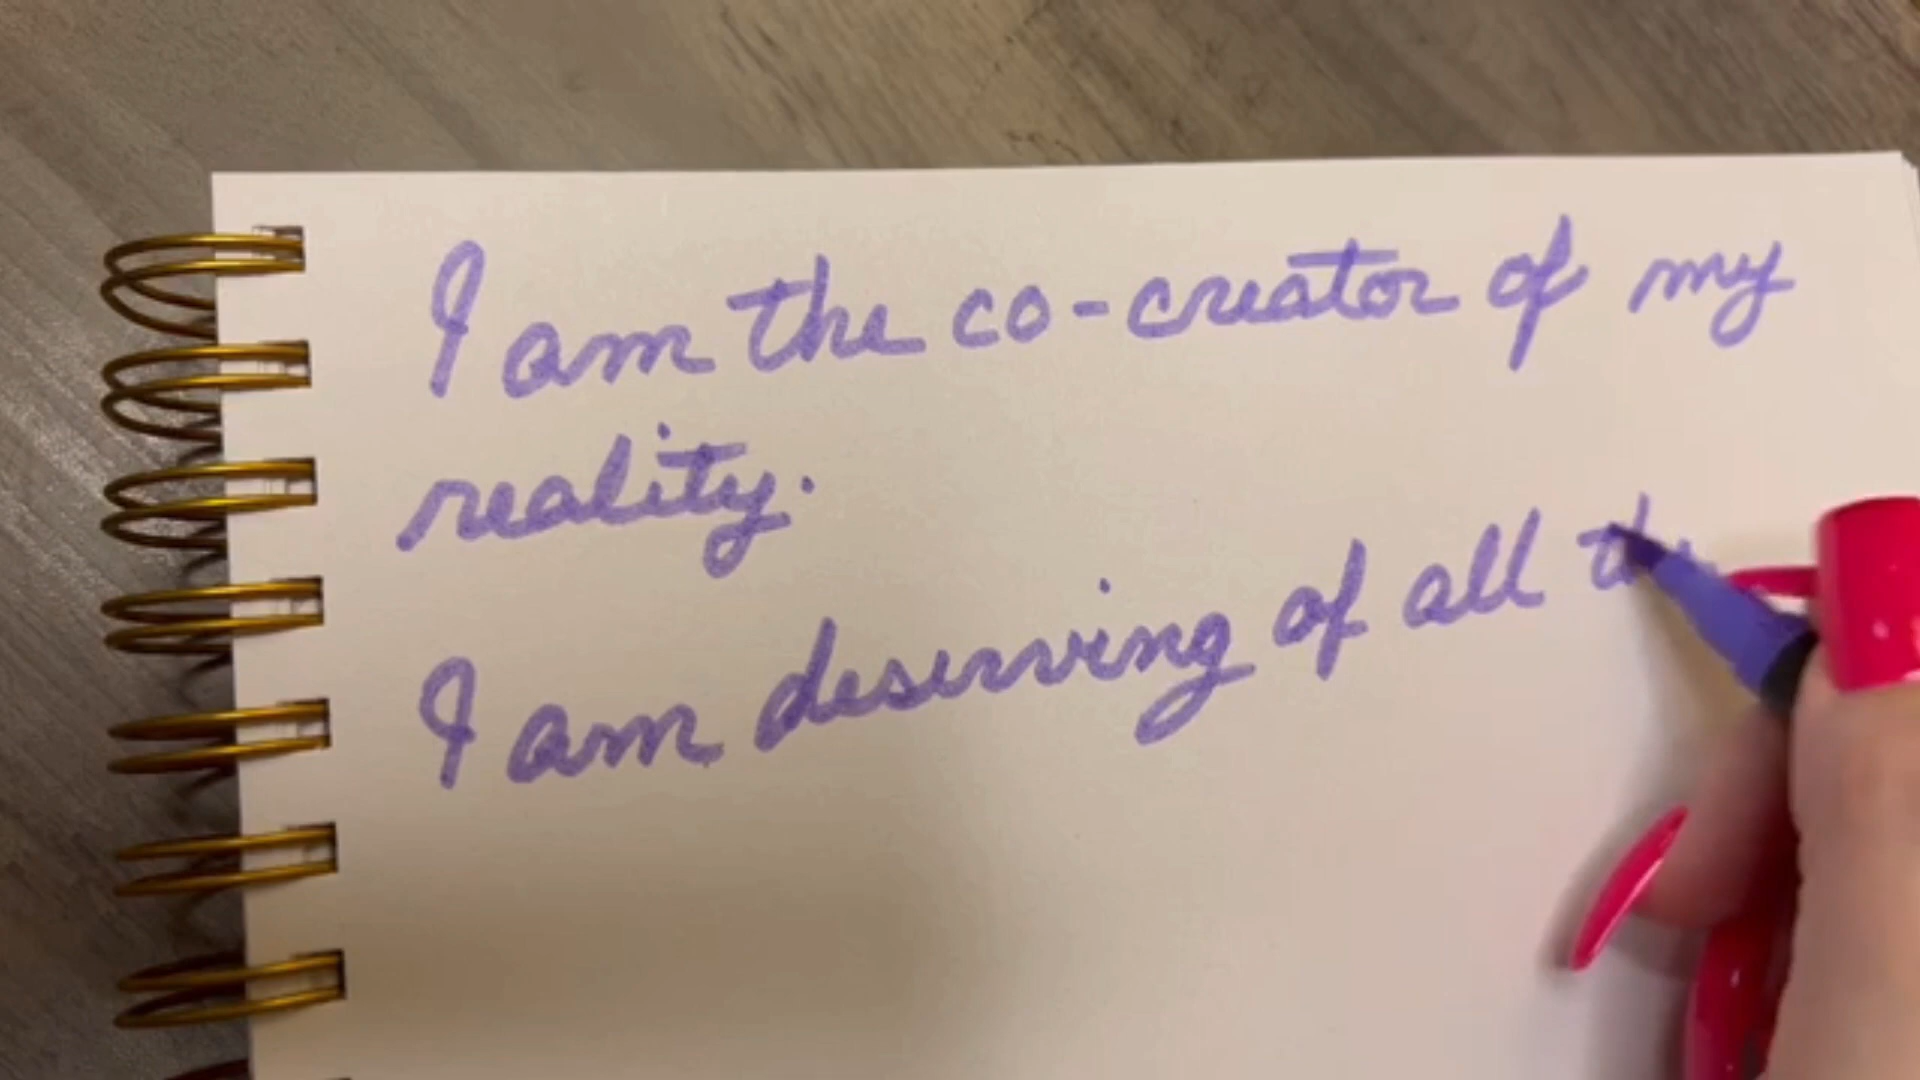 I am the co-creator of my
reality.
I am deserving of all